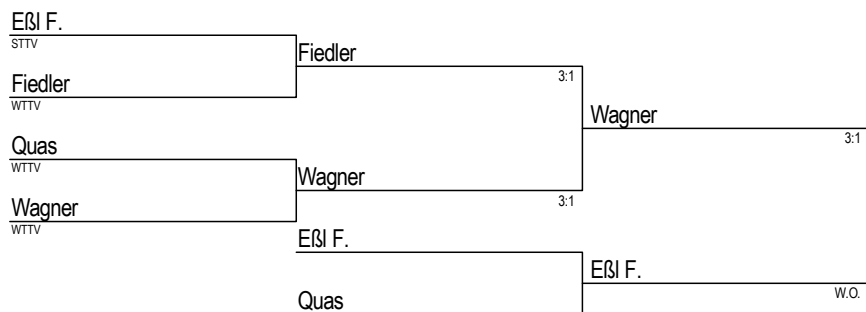 Eßl F.
STTV
Fiedler
WTTV
Quas
WTTV
Wagner
WTTV
Fiedler
3:1
Wagner
3:1
Wagner
3:1
Eßl F.
Quas
Eßl F.
W.O.